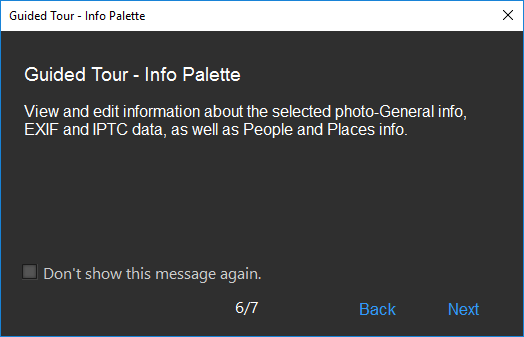 Guided Tour - Info Palette
Guided Tour - Info Palette
View and edit information about the selected photo-General info,
EXIF and IPTC data, as well as People and Places info.
Don't show this message again.
6/7
Back
Next